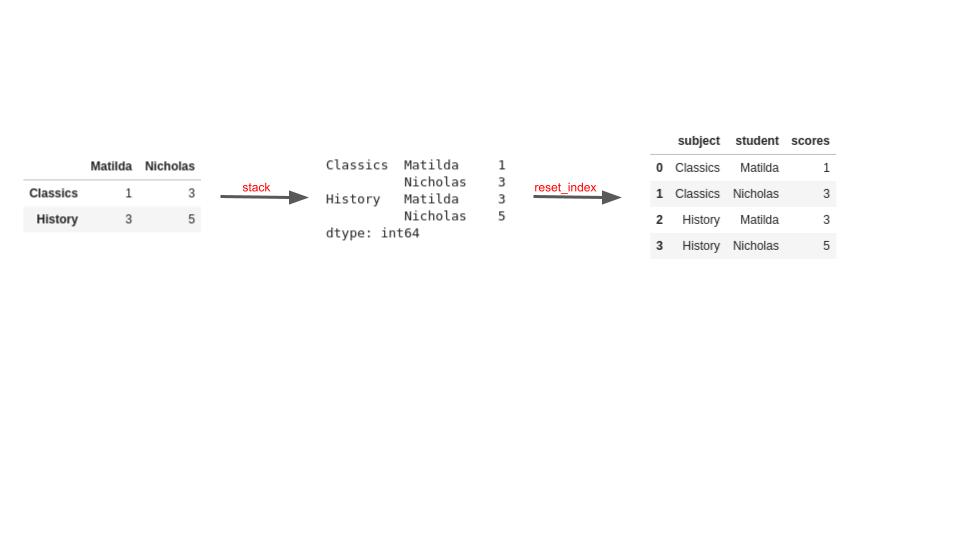 Matilda Nicholas
Classics 1 3
History 3 5
stack
Classics Matilda 1
Nicholas 3
History Matilda 3
Nicholas 5
dtype: int64
reset_index
subject student scores
0 Classics Matilda 1
1 Classics Nicholas 3
2 History Matilda 3
3 History Nicholas 5